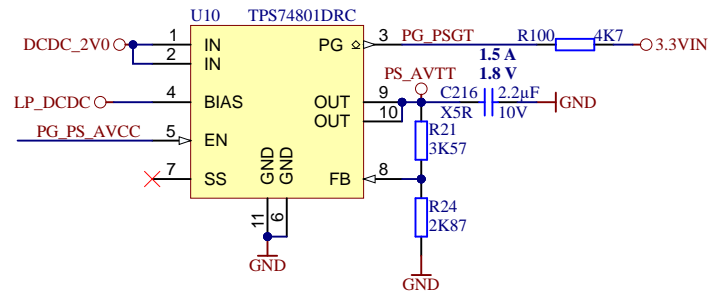 U10 TPS74801DRC
DCDC_2V0 1 IN PG 3 PG_PSGT R100 4K7 3.3VIN
2 IN 1.5 A
PS_AVTT 1.8 V
LP_DCDC 4 BIAS OUT 9 C216 2.2µF GND
OUT 10 X5R 10V
PG_PS_AVCC 5 EN R21
3K57
7 SS GND GND FB 8
R24
2K87
11 6
GND GND